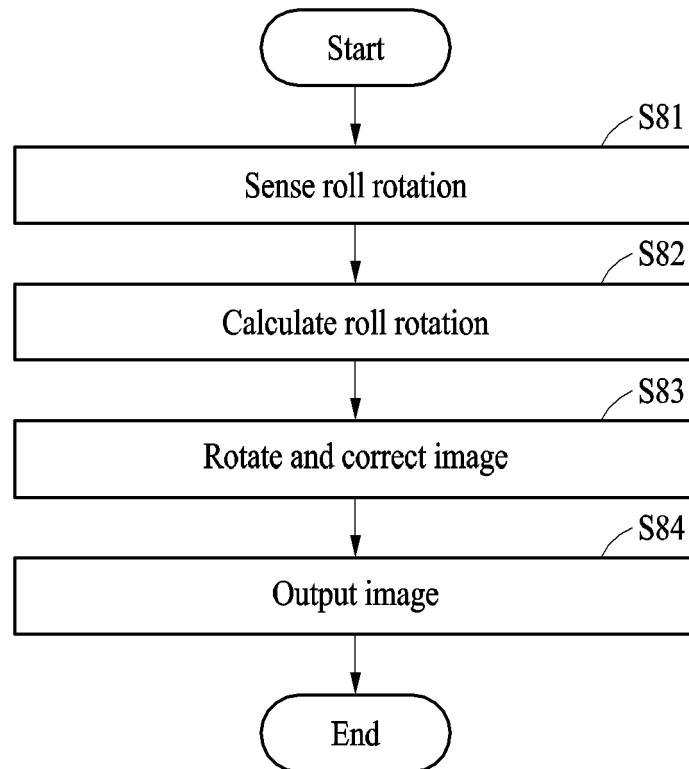 Start
S81
Sense roll rotation
S82
Calculate roll rotation
S83
Rotate and correct image
S84
Output image
End